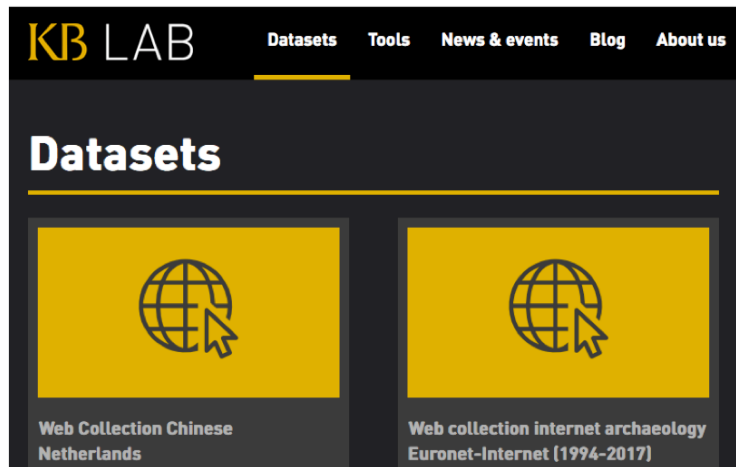 KB LAB Datasets Tools News & events Blog About us
Datasets
Web Collection Chinese
Netherlands
Web collection internet archaeology
Euronet-Internet (1994-2017)